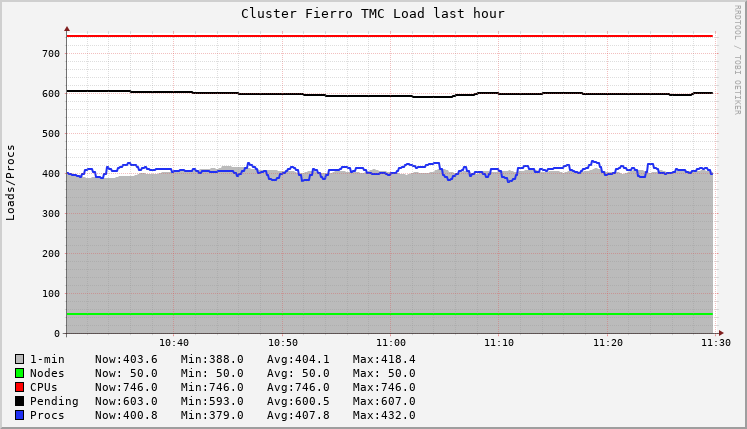 Cluster Fierro TMC Load last hour
RRDTOOL / TOBI OETIKER
Loads/Procs
700
600
500
400
300
200
100
0
10:40 10:50 11:00 11:10 11:20 11:30
1-min Now:403.6 Min:388.0 Avg:404.1 Max:418.4
Nodes Now: 50.0 Min: 50.0 Avg: 50.0 Max: 50.0
CPUs Now:746.0 Min:746.0 Avg:746.0 Max:746.0
Pending Now:603.0 Min:593.0 Avg:600.5 Max:607.0
Procs Now:400.8 Min:379.0 Avg:407.8 Max:432.0